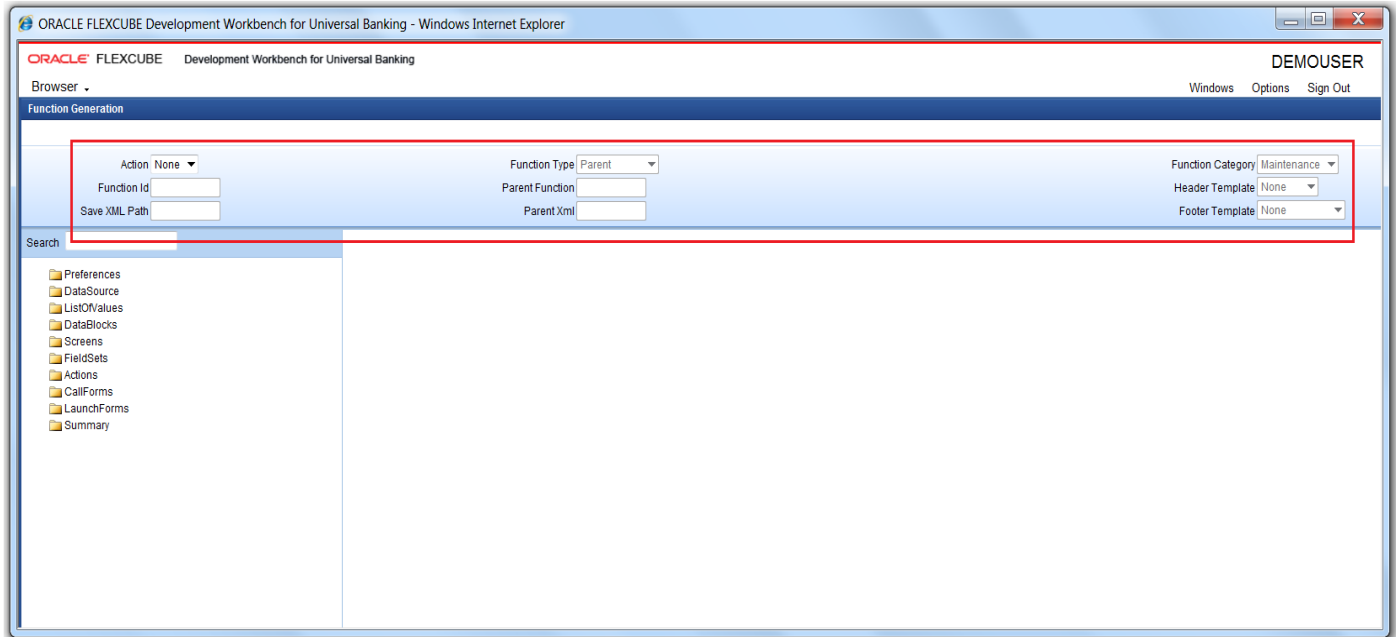 ORACLE FLEXCUBE Development Workbench for Universal Banking - Windows Internet Explorer
ORACLE FLEXCUBE Development Workbench for Universal Banking DEMOUSER
Browser Windows Options Sign Out
Function Generation
Action None Function Type Parent Function Category Maintenance
Function Id Parent Function Header Template None
Save XML Path Parent Xml Footer Template None
Search
Preferences
DataSource
ListOfValues
DataBlocks
Screens
FieldSets
Actions
CallForms
LaunchForms
Summary